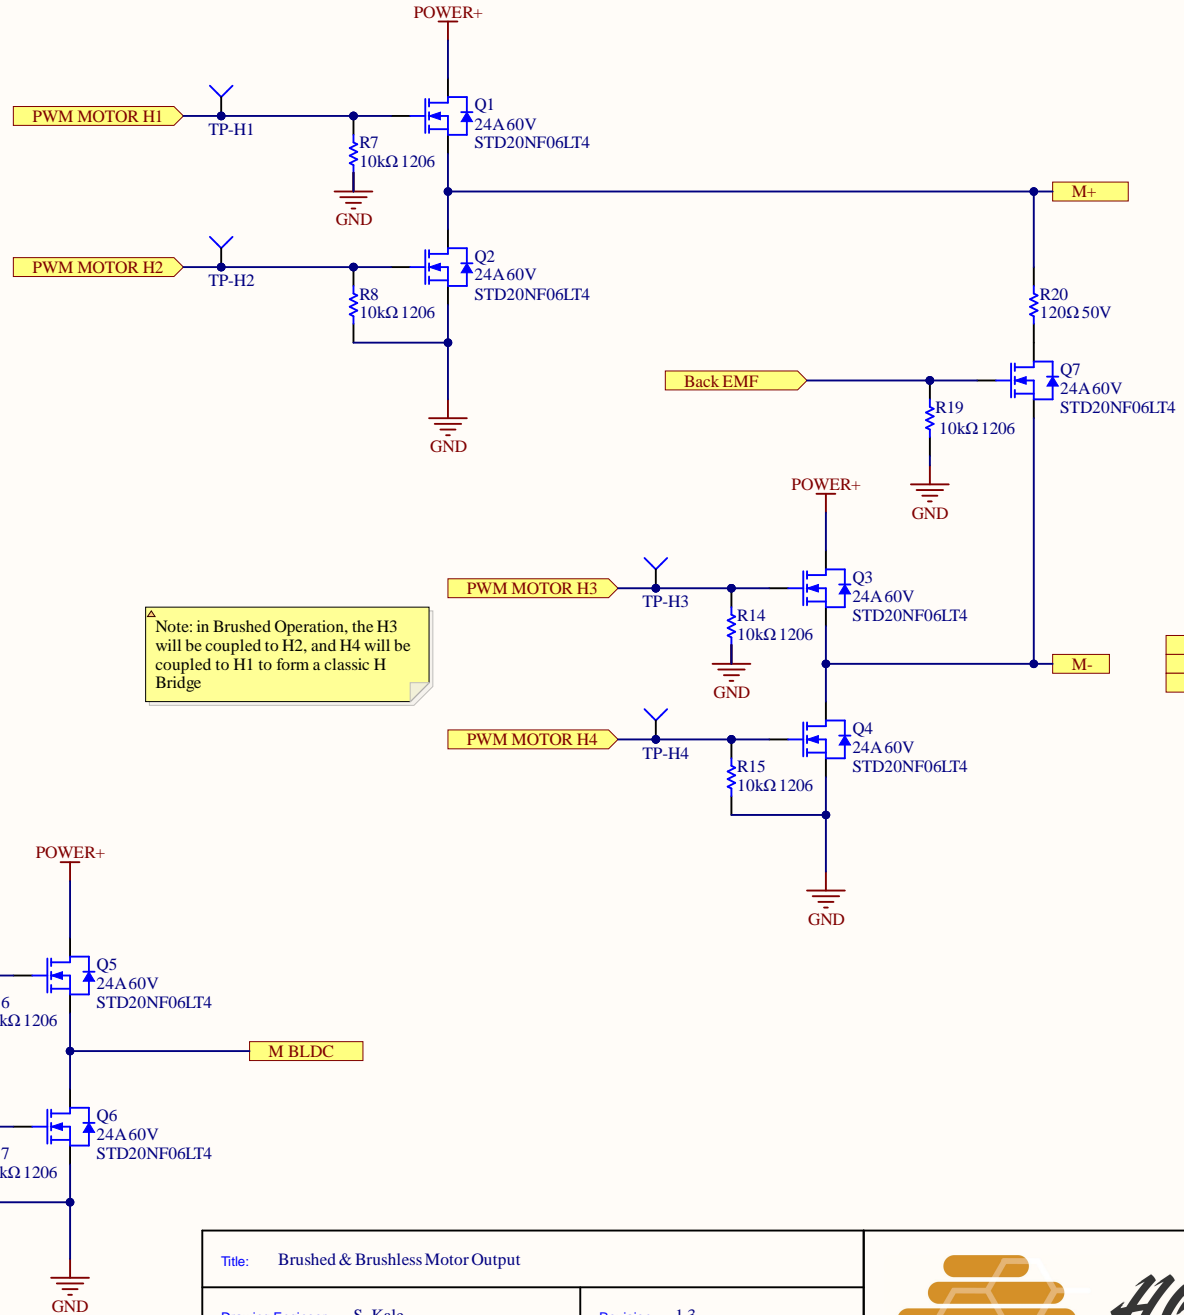 POWER+
PWM MOTOR H1
TP-H1
R7
10kΩ 1206
GND
Q1
24A 60V
STD20NF06LT4
M+
PWM MOTOR H2
TP-H2
R8
10kΩ 1206
Q2
24A 60V
STD20NF06LT4
GND
R20
120Ω 50V
Back EMF
Q7
24A 60V
STD20NF06LT4
R19
10kΩ 1206
GND
POWER+
PWM MOTOR H3
TP-H3
R14
10kΩ 1206
GND
Q3
24A 60V
STD20NF06LT4
M-
Note: in Brushed Operation, the H3
will be coupled to H2, and H4 will be
coupled to H1 to form a classic H
Bridge
PWM MOTOR H4
TP-H4
R15
10kΩ 1206
Q4
24A 60V
STD20NF06LT4
GND
POWER+
Q5
24A 60V
STD20NF06LT4
6
kΩ 1206
M BLDC
Q6
24A 60V
STD20NF06LT4
7
kΩ 1206
GND
Title: Brushed & Brushless Motor Output
S. Kale
1.3